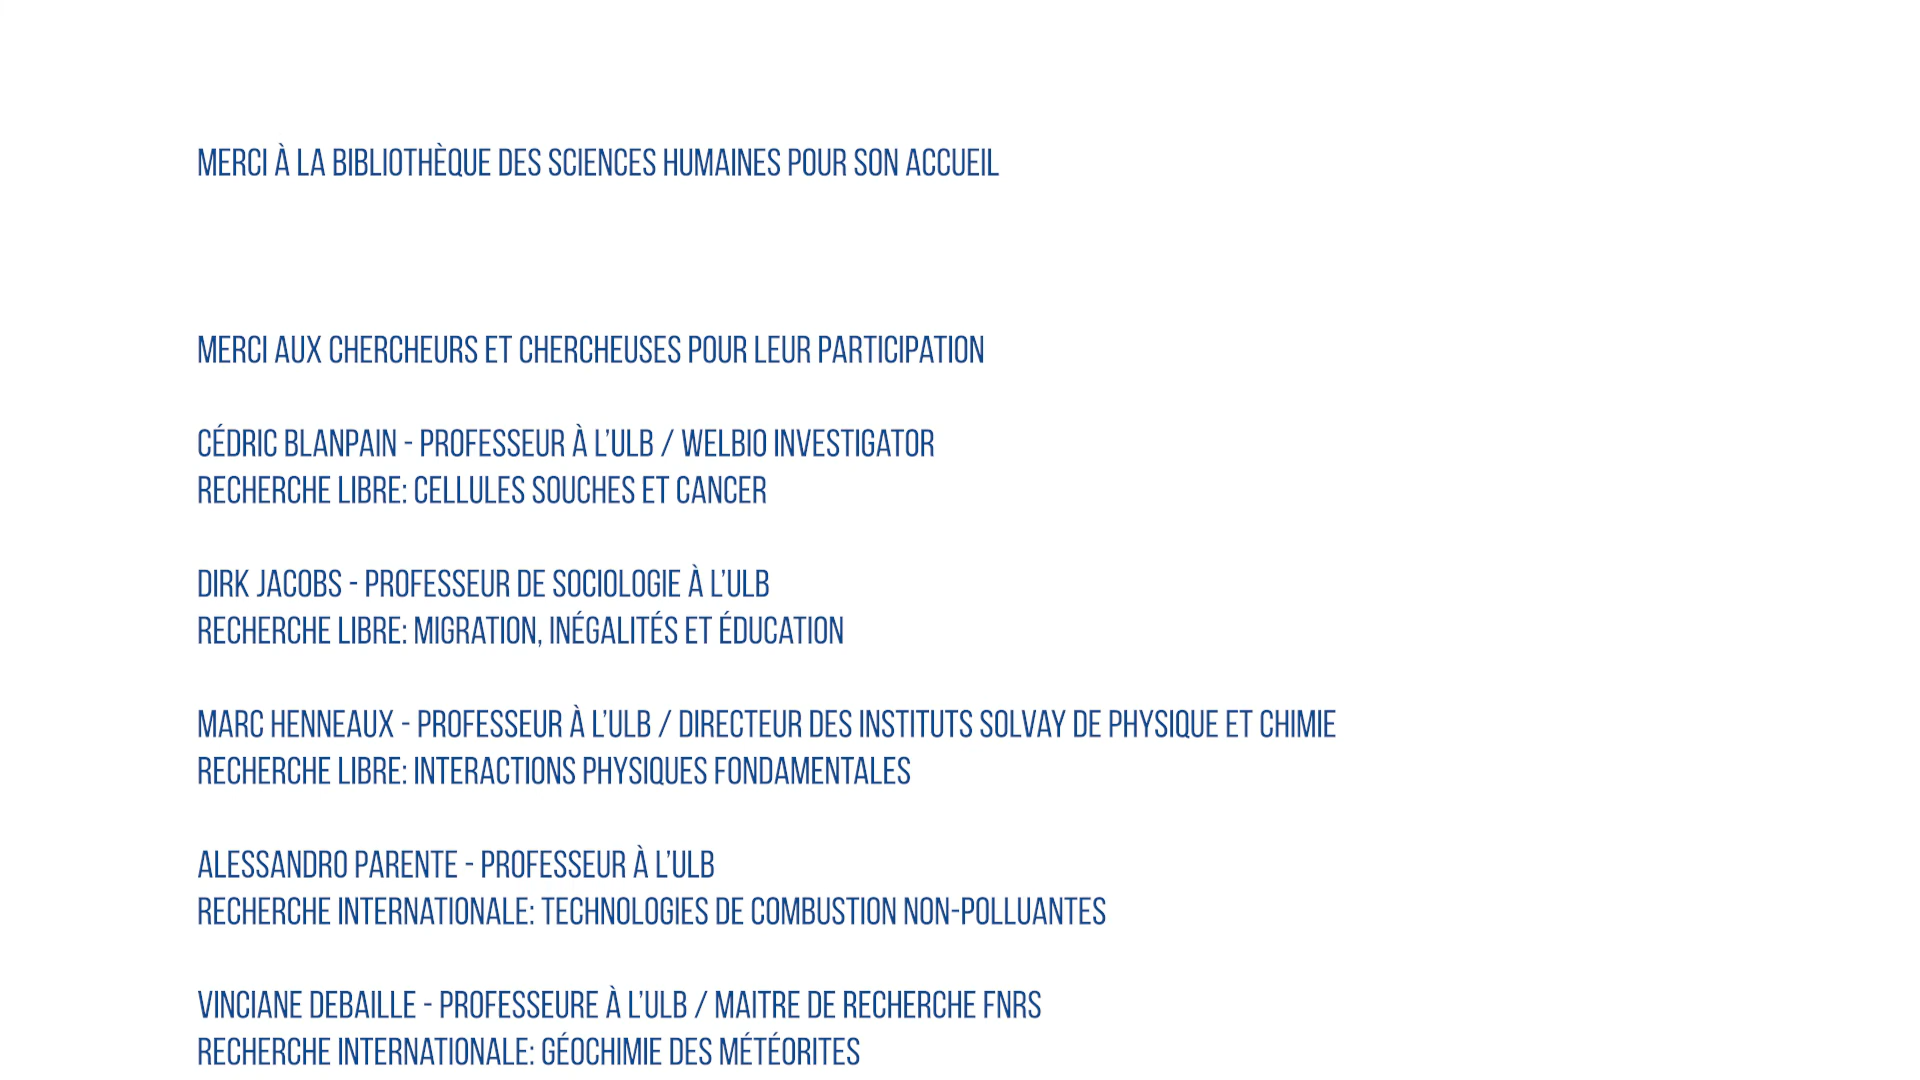 MERCI À LA BIBLIOTHÈQUE DES SCIENCES HUMAINES POUR SON ACCUEIL
MERCI AUX CHERCHEURS ET CHERCHEUSES POUR LEUR PARTICIPATION
CÉDRIC BLANPAIN - PROFESSEUR À L’ULB / WELBIO INVESTIGATOR
RECHERCHE LIBRE: CELLULES SOUCHES ET CANCER
DIRK JACOBS - PROFESSEUR DE SOCIOLOGIE À L’ULB
RECHERCHE LIBRE: MIGRATION, INÉGALITÉS ET ÉDUCATION
MARC HENNEAUX - PROFESSEUR À L’ULB / DIRECTEUR DES INSTITUTS SOLVAY DE PHYSIQUE ET CHIMIE
RECHERCHE LIBRE: INTERACTIONS PHYSIQUES FONDAMENTALES
ALESSANDRO PARENTE - PROFESSEUR À L’ULB
RECHERCHE INTERNATIONALE: TECHNOLOGIES DE COMBUSTION NON-POLLUANTES
VINCIANE DEBAILLE - PROFESSEURE À L’ULB / MAITRE DE RECHERCHE FNRS
RECHERCHE INTERNATIONALE: GÉOCHIMIE DES MÉTÉORITES